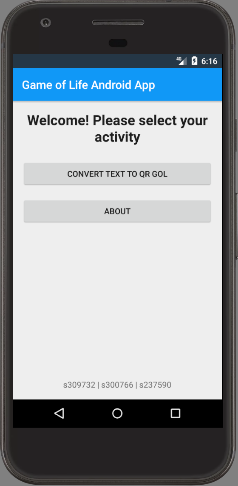 6:16
Game of Life Android App
Welcome! Please select your
activity
CONVERT TEXT TO QR GOL
ABOUT
s309732 | s300766 | s237590